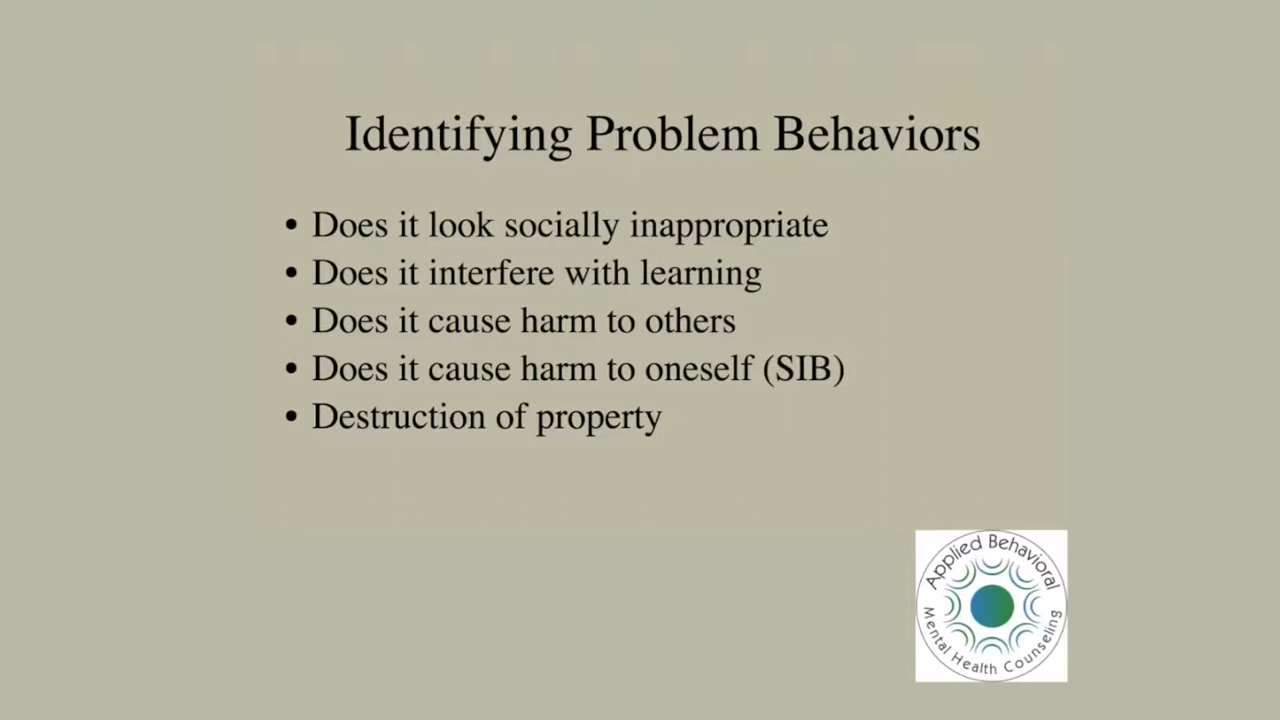 Identifying Problem Behaviors
• Does it look socially inappropriate
• Does it interfere with learning
• Does it cause harm to others
• Does it cause harm to oneself (SIB)
• Destruction of property
Applied Behavioral
Mental Health Counseling